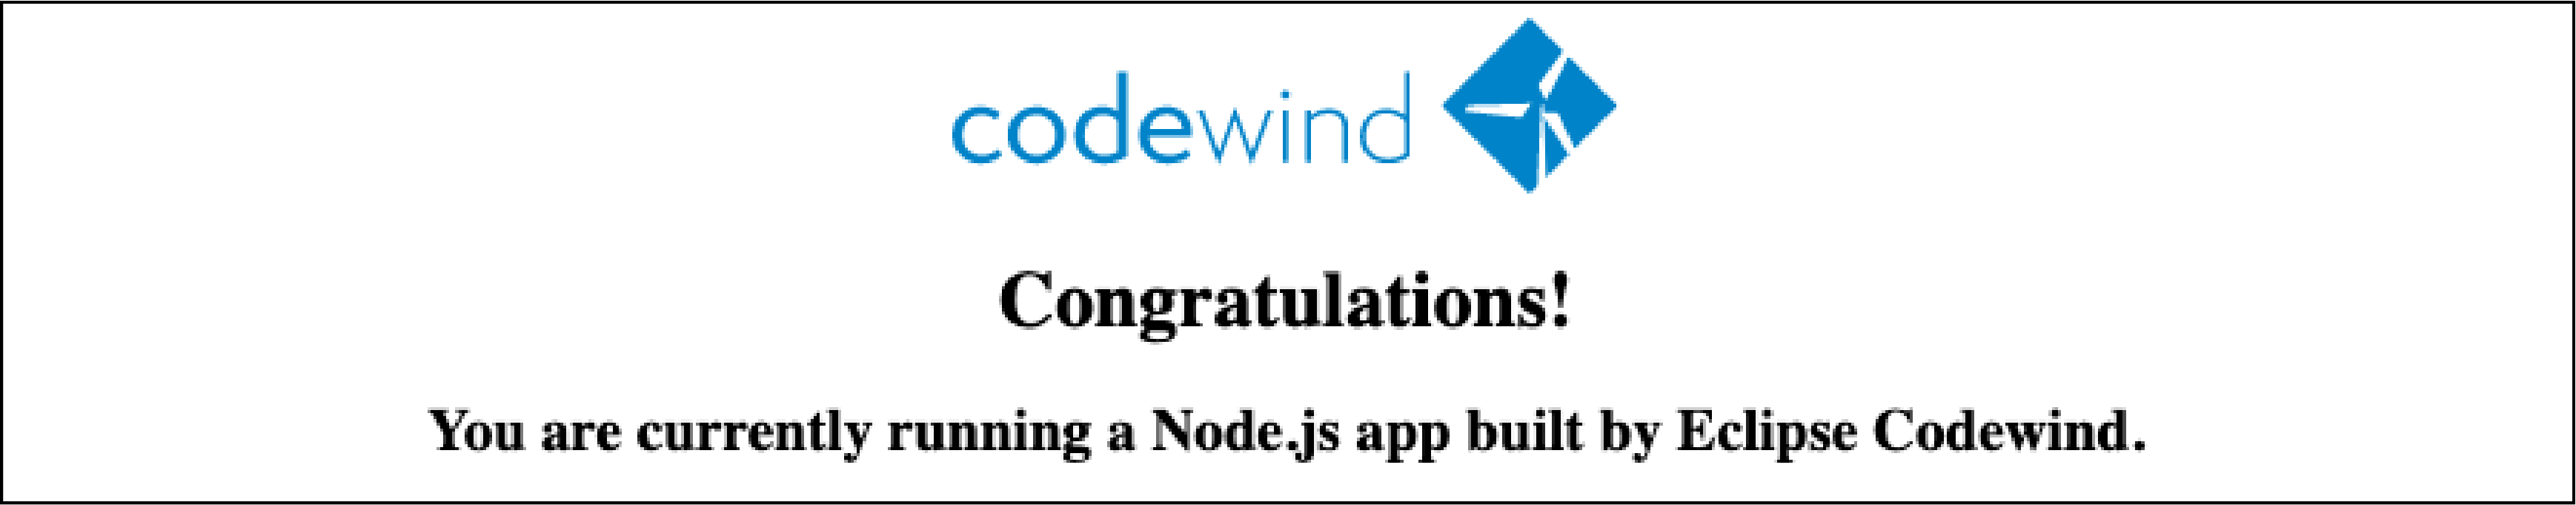 codewind
Congratulations!
You are currently running a Node.js app built by Eclipse Codewind.